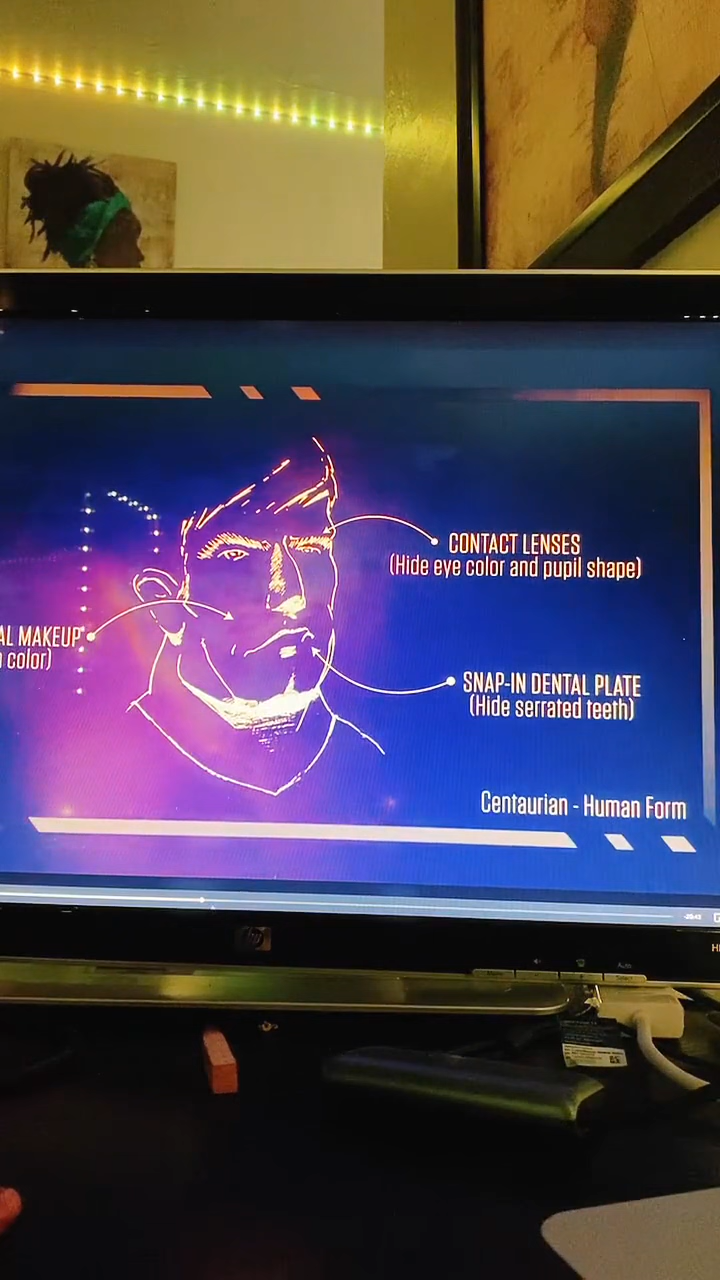 CONTACT LENSES
(Hide eye color and pupil shape)
AL MAKEUP
color)
SNAP-IN DENTAL PLATE
(Hide serrated teeth)
Centaurian - Human Form
hp